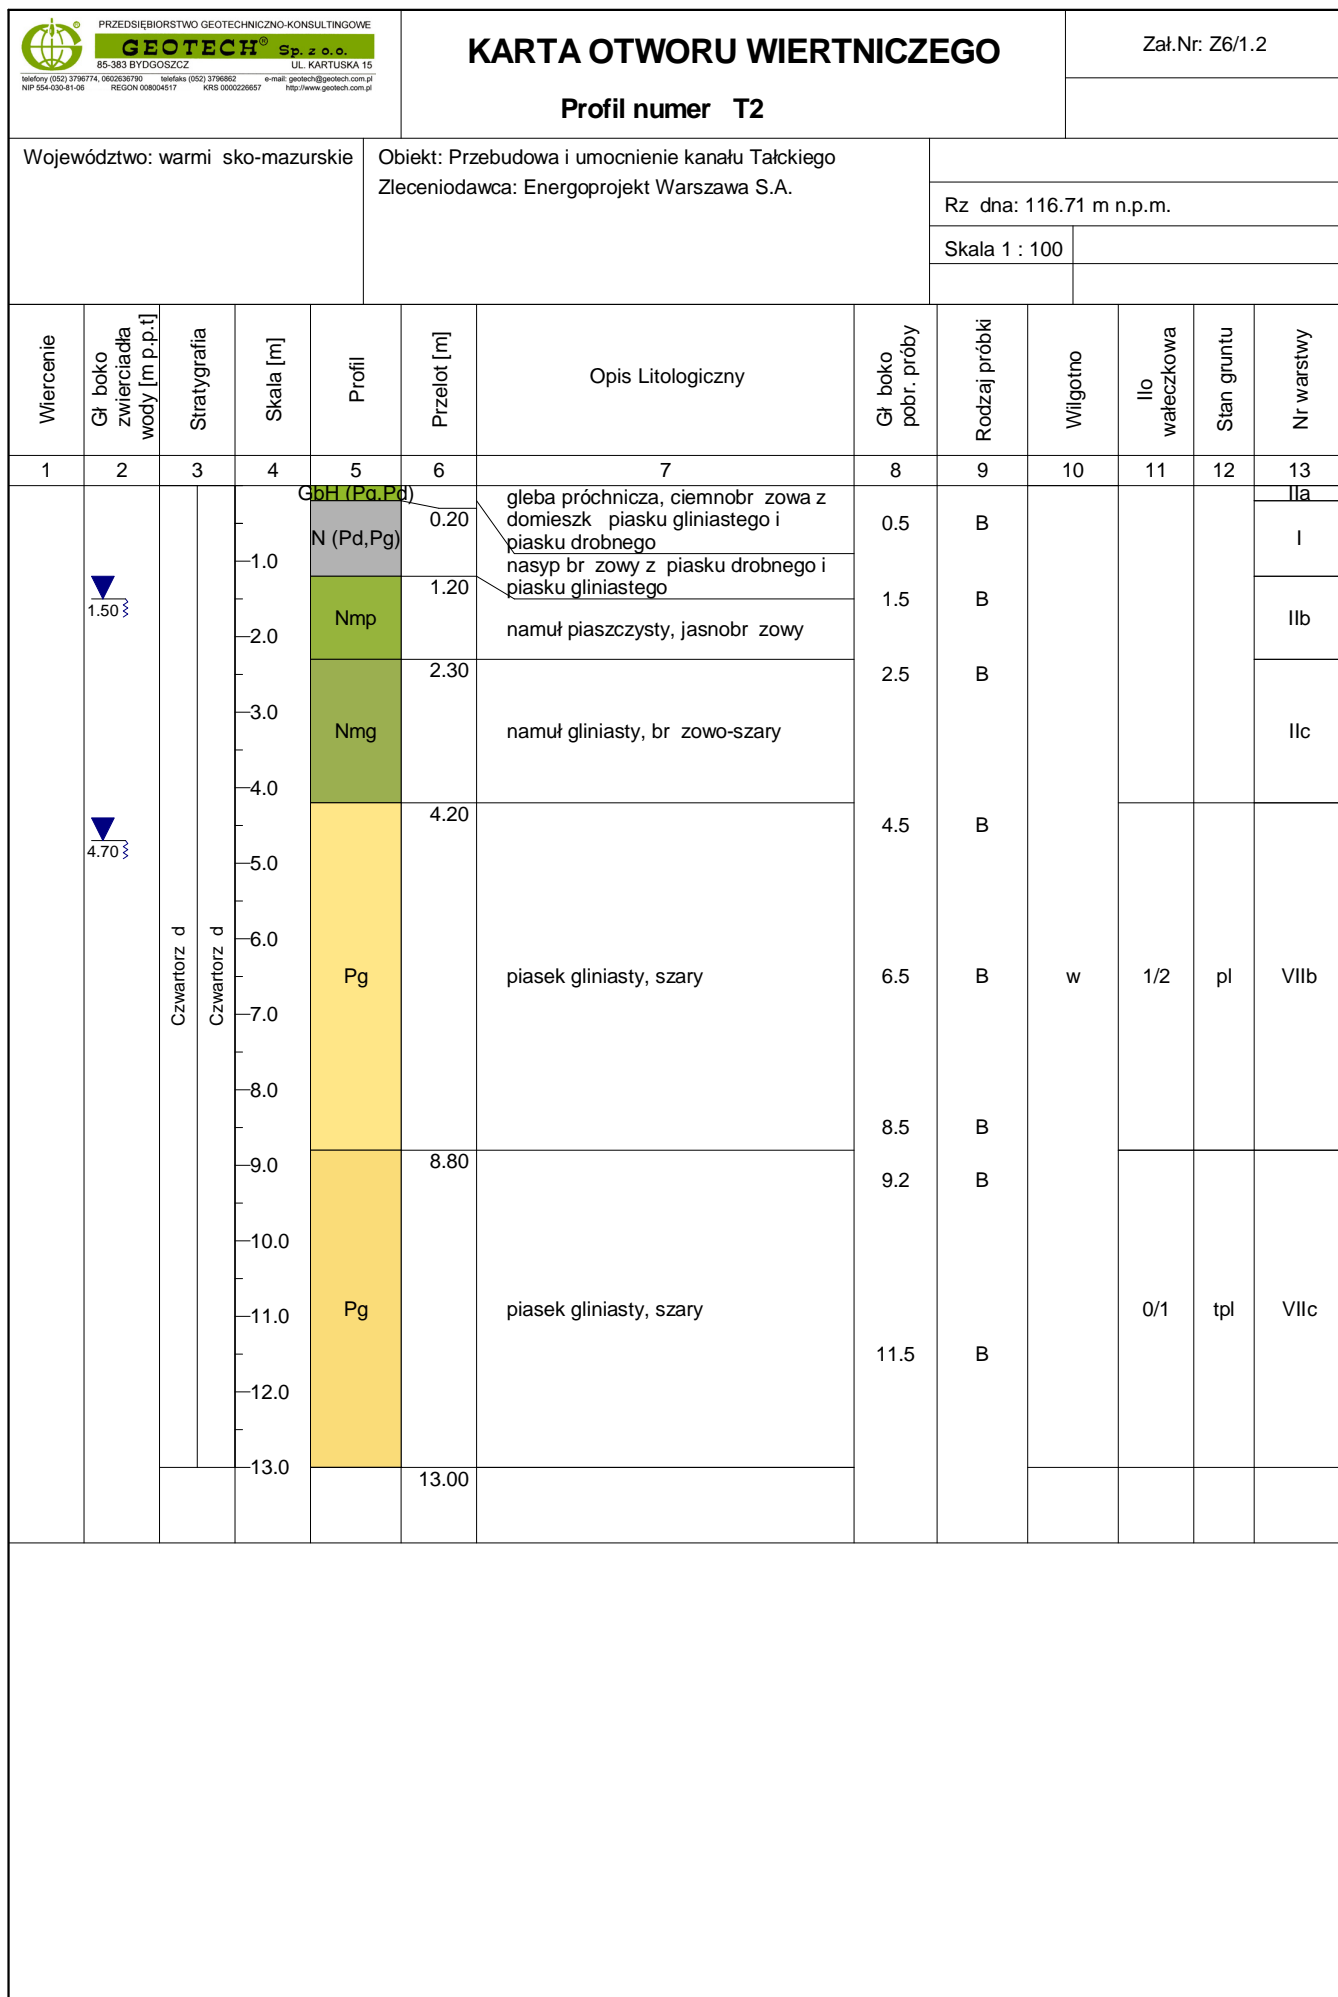 PRZEDSIĘBIORSTWO GEOTECHNICZNO-KONSULTINGOWE
GEOTECH® Sp. z o.o.
85-383 BYDGOSZCZ UL. KARTUSKA 15
telefony (052) 3796774, 0602636790 telefaks (052) 3796862 e-mail: geotech@geotech.com.pl
NIP 554-030-81-06 REGON 008004517 KRS 0000226657 http://www.geotech.com.pl
KARTA OTWORU WIERTNICZEGO
Profil numer T2
Zał.Nr: Z6/1.2
Województwo: warmi sko-mazurskie
Obiekt: Przebudowa i umocnienie kanału Tałckiego
Zleceniodawca: Energoprojekt Warszawa S.A.
Rz dna: 116.71 m n.p.m.
Skala 1 : 100
Wiercenie
Gł boko
zwierciadła
wody [m p.p.t]
Stratygrafia
Skala [m]
Profil
Przelot [m]
Opis Litologiczny
Gł boko
pobr. próby
Rodzaj próbki
Wilgotno
Ilo
wałeczkowa
Stan gruntu
Nr warstwy
1 2 3 4 5 6 7 8 9 10 11 12 13
GbH (Pg,Pd)
gleba próchnicza, ciemnobr zowa z
domieszk piasku gliniastego i
piasku drobnego
IIa
0.20
N (Pd,Pg)
0.5 B
I
1.0
nasyp br zowy z piasku drobnego i
piasku gliniastego
1.20
1.50
1.5 B
Nmp
namuł piaszczysty, jasnobr zowy
IIb
2.0
2.30
2.5 B
3.0
Nmg
namuł gliniasty, br zowo-szary
IIc
4.0
4.20
4.5 B
4.70
5.0
6.0
Czwartorz d
Czwartorz d
Pg
piasek gliniasty, szary
6.5 B w 1/2 pl VIIb
7.0
8.0
8.5 B
8.80
9.0
9.2 B
10.0
11.0
Pg
piasek gliniasty, szary
0/1 tpl VIIc
11.5 B
12.0
13.0
13.00